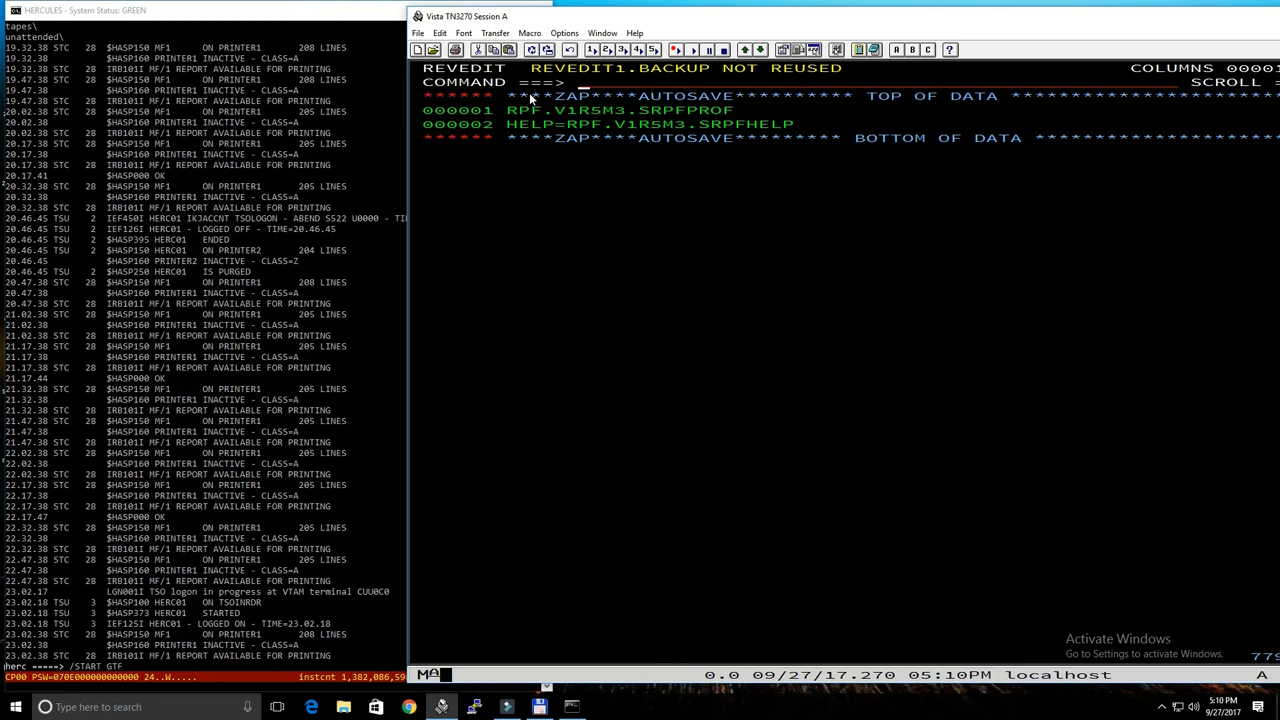 HERCULES - System Status: GREEN
tapes\
unattended\
19.32.38 STC 28 $HASP150 MF1 ON PRINTER1 208 LINES
19.32.38 $HASP160 PRINTER1 INACTIVE - CLASS=A
19.32.38 STC 28 IRB101I MF/1 REPORT AVAILABLE FOR PRINTING
19.47.38 STC 28 $HASP150 MF1 ON PRINTER1 208 LINES
19.47.38 $HASP160 PRINTER1 INACTIVE - CLASS=A
19.47.38 STC 28 IRB101I MF/1 REPORT AVAILABLE FOR PRINTING
20.02.38 STC 28 $HASP150 MF1 ON PRINTER1 205 LINES
20.02.38 $HASP160 PRINTER1 INACTIVE - CLASS=A
20.02.38 STC 28 IRB101I MF/1 REPORT AVAILABLE FOR PRINTING
20.17.38 STC 28 $HASP150 MF1 ON PRINTER1 205 LINES
20.17.38 $HASP160 PRINTER1 INACTIVE - CLASS=A
20.17.38 STC 28 IRB101I MF/1 REPORT AVAILABLE FOR PRINTING
20.17.41 $HASP000 OK
20.32.38 STC 28 $HASP150 MF1 ON PRINTER1 205 LINES
20.32.38 $HASP160 PRINTER1 INACTIVE - CLASS=A
20.32.38 STC 28 IRB101I MF/1 REPORT AVAILABLE FOR PRINTING
20.46.45 TSU 2 IEF450I HERC01 IKJACCNT TSOLOGON - ABEND S522 U0000 - TI
20.46.45 TSU 2 IEF126I HERC01 - LOGGED OFF - TIME=20.46.45
20.46.45 TSU 2 $HASP395 HERC01 ENDED
20.46.45 TSU 2 $HASP150 HERC01 ON PRINTER2 204 LINES
20.46.45 $HASP160 PRINTER2 INACTIVE - CLASS=Z
20.46.45 TSU 2 $HASP250 HERC01 IS PURGED
20.47.38 STC 28 $HASP150 MF1 ON PRINTER1 208 LINES
20.47.38 $HASP160 PRINTER1 INACTIVE - CLASS=A
20.47.38 STC 28 IRB101I MF/1 REPORT AVAILABLE FOR PRINTING
21.02.38 STC 28 $HASP150 MF1 ON PRINTER1 205 LINES
21.02.38 $HASP160 PRINTER1 INACTIVE - CLASS=A
21.02.38 STC 28 IRB101I MF/1 REPORT AVAILABLE FOR PRINTING
21.17.38 STC 28 $HASP150 MF1 ON PRINTER1 205 LINES
21.17.38 $HASP160 PRINTER1 INACTIVE - CLASS=A
21.17.38 STC 28 IRB101I MF/1 REPORT AVAILABLE FOR PRINTING
21.17.44 $HASP000 OK
21.32.38 STC 28 $HASP150 MF1 ON PRINTER1 205 LINES
21.32.38 $HASP160 PRINTER1 INACTIVE - CLASS=A
21.32.38 STC 28 IRB101I MF/1 REPORT AVAILABLE FOR PRINTING
21.47.38 STC 28 $HASP150 MF1 ON PRINTER1 205 LINES
21.47.38 $HASP160 PRINTER1 INACTIVE - CLASS=A
21.47.38 STC 28 IRB101I MF/1 REPORT AVAILABLE FOR PRINTING
22.02.38 STC 28 $HASP150 MF1 ON PRINTER1 205 LINES
22.02.38 $HASP160 PRINTER1 INACTIVE - CLASS=A
22.02.38 STC 28 IRB101I MF/1 REPORT AVAILABLE FOR PRINTING
22.17.38 STC 28 $HASP150 MF1 ON PRINTER1 205 LINES
22.17.38 $HASP160 PRINTER1 INACTIVE - CLASS=A
22.17.38 STC 28 IRB101I MF/1 REPORT AVAILABLE FOR PRINTING
22.17.47 $HASP000 OK
22.32.38 STC 28 $HASP150 MF1 ON PRINTER1 205 LINES
22.32.38 $HASP160 PRINTER1 INACTIVE - CLASS=A
22.32.38 STC 28 IRB101I MF/1 REPORT AVAILABLE FOR PRINTING
22.47.38 STC 28 $HASP150 MF1 ON PRINTER1 205 LINES
22.47.38 $HASP160 PRINTER1 INACTIVE - CLASS=A
22.47.38 STC 28 IRB101I MF/1 REPORT AVAILABLE FOR PRINTING
23.02.17 LGN001I TSO logon in progress at VTAM terminal CUU0C0
23.02.18 TSU 3 $HASP100 HERC01 ON TSOINRDR
23.02.18 TSU 3 $HASP373 HERC01 STARTED
23.02.18 TSU 3 IEF125I HERC01 - LOGGED ON - TIME=23.02.18
23.02.38 STC 28 $HASP150 MF1 ON PRINTER1 205 LINES
23.02.38 $HASP160 PRINTER1 INACTIVE - CLASS=A
23.02.38 STC 28 IRB101I MF/1 REPORT AVAILABLE FOR PRINTING
herc =====> /START GTF
CP00 PSW=070E000000000000 24..W..... instcnt 1,382,086,59
Vista TN3270 Session A
File Edit Font Transfer Macro Options Window Help
REVEDIT REVEDIT1.BACKUP NOT REUSED COLUMNS 0000
COMMAND ===> SCROLL
****** ****ZAP****AUTOSAVE********** TOP OF DATA ******************************
000001 RPF.V1R5M3.SRPFPROF
000002 HELP=RPF.V1R5M3.SRPFHELP
****** ****ZAP****AUTOSAVE********* BOTTOM OF DATA ****************************
Activate Windows
Go to Settings to activate Windows.
779
MA 0.0 09/27/17.270 05:10PM localhost A
Type here to search
5:10 PM
9/27/2017